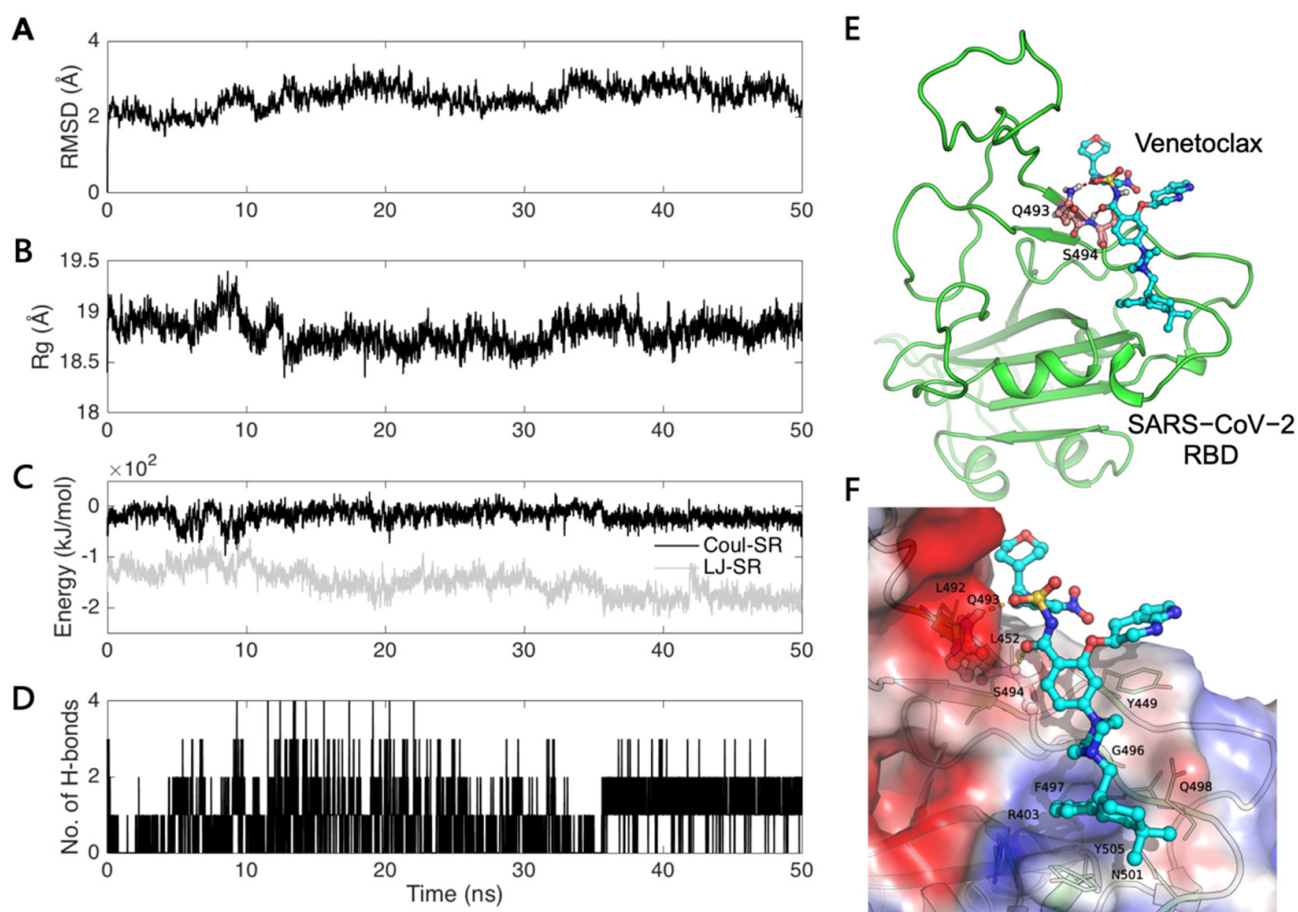 A
RMSD (Å)
4
2
0
0
10
20
30
40
50
B
Rg (Å)
19.5
19
18.5
18
0
10
20
30
40
50
C
×10²
Energy (kJ/mol)
0
-1
-2
Coul-SR
LJ-SR
0
10
20
30
40
50
D
No. of H-bonds
4
2
0
0
10
20
30
40
50
Time (ns)
E
Venetoclax
Q493
S494
SARS−CoV−2
RBD
F
L492
Q493
L452
S494
Y449
G496
F497
Q498
R403
Y505
N501